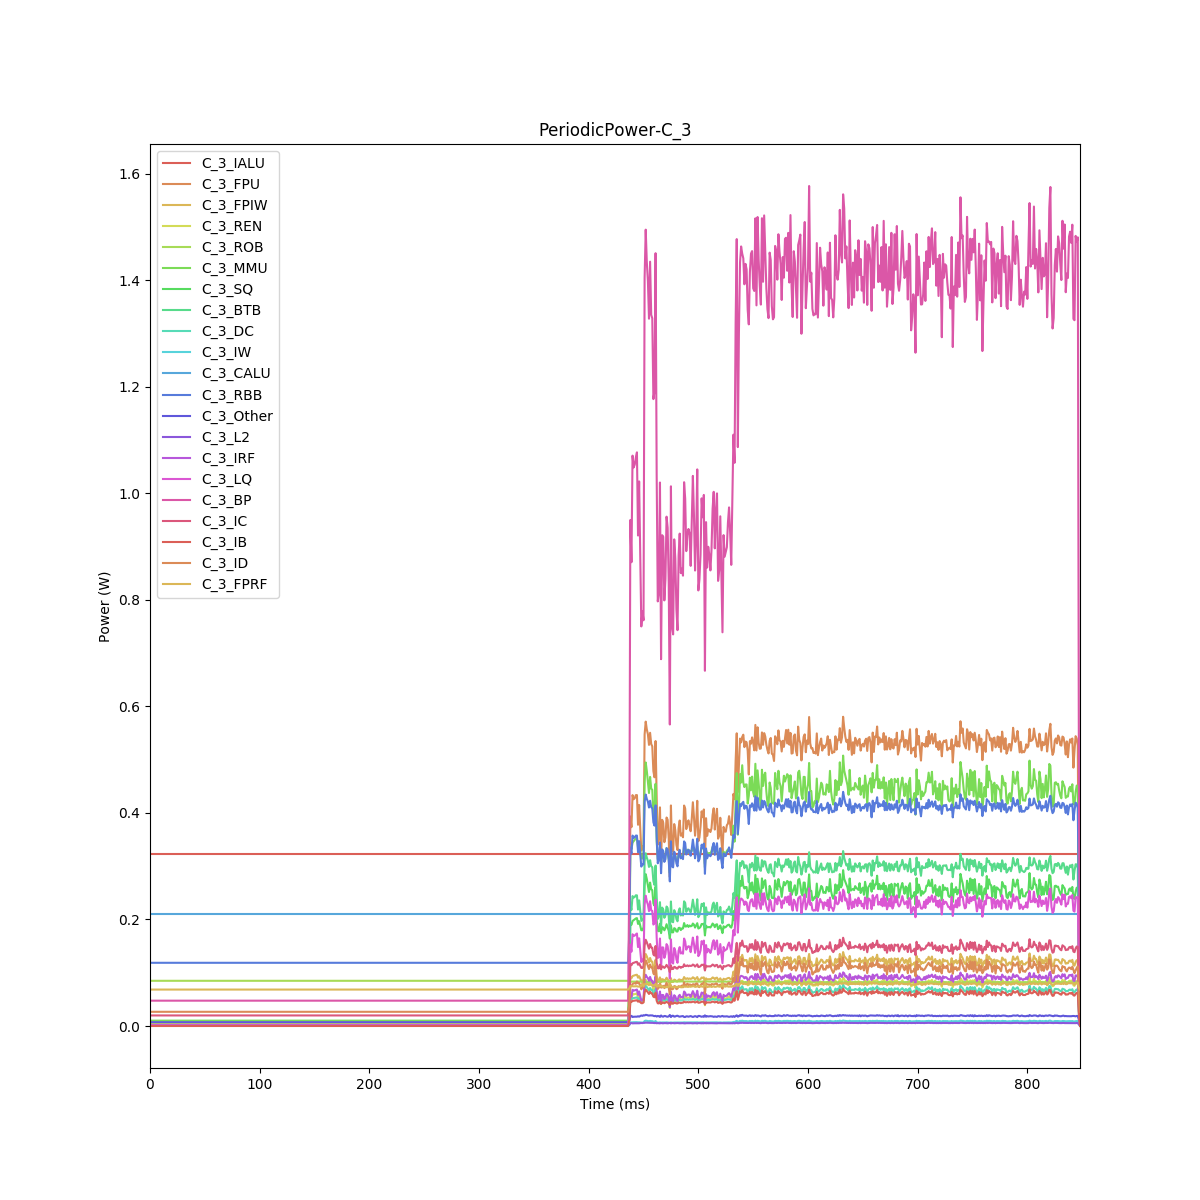 PeriodicPower-C_3
C_3_IALU
C_3_FPU
C_3_FPIW
C_3_REN
C_3_ROB
C_3_MMU
C_3_SQ
C_3_BTB
C_3_DC
C_3_IW
C_3_CALU
C_3_RBB
C_3_Other
C_3_L2
C_3_IRF
C_3_LQ
C_3_BP
C_3_IC
C_3_IB
C_3_ID
C_3_FPRF
1.6
1.4
1.2
1.0
0.8
0.6
0.4
0.2
0.0
Power (W)
0 100 200 300 400 500 600 700 800
Time (ms)